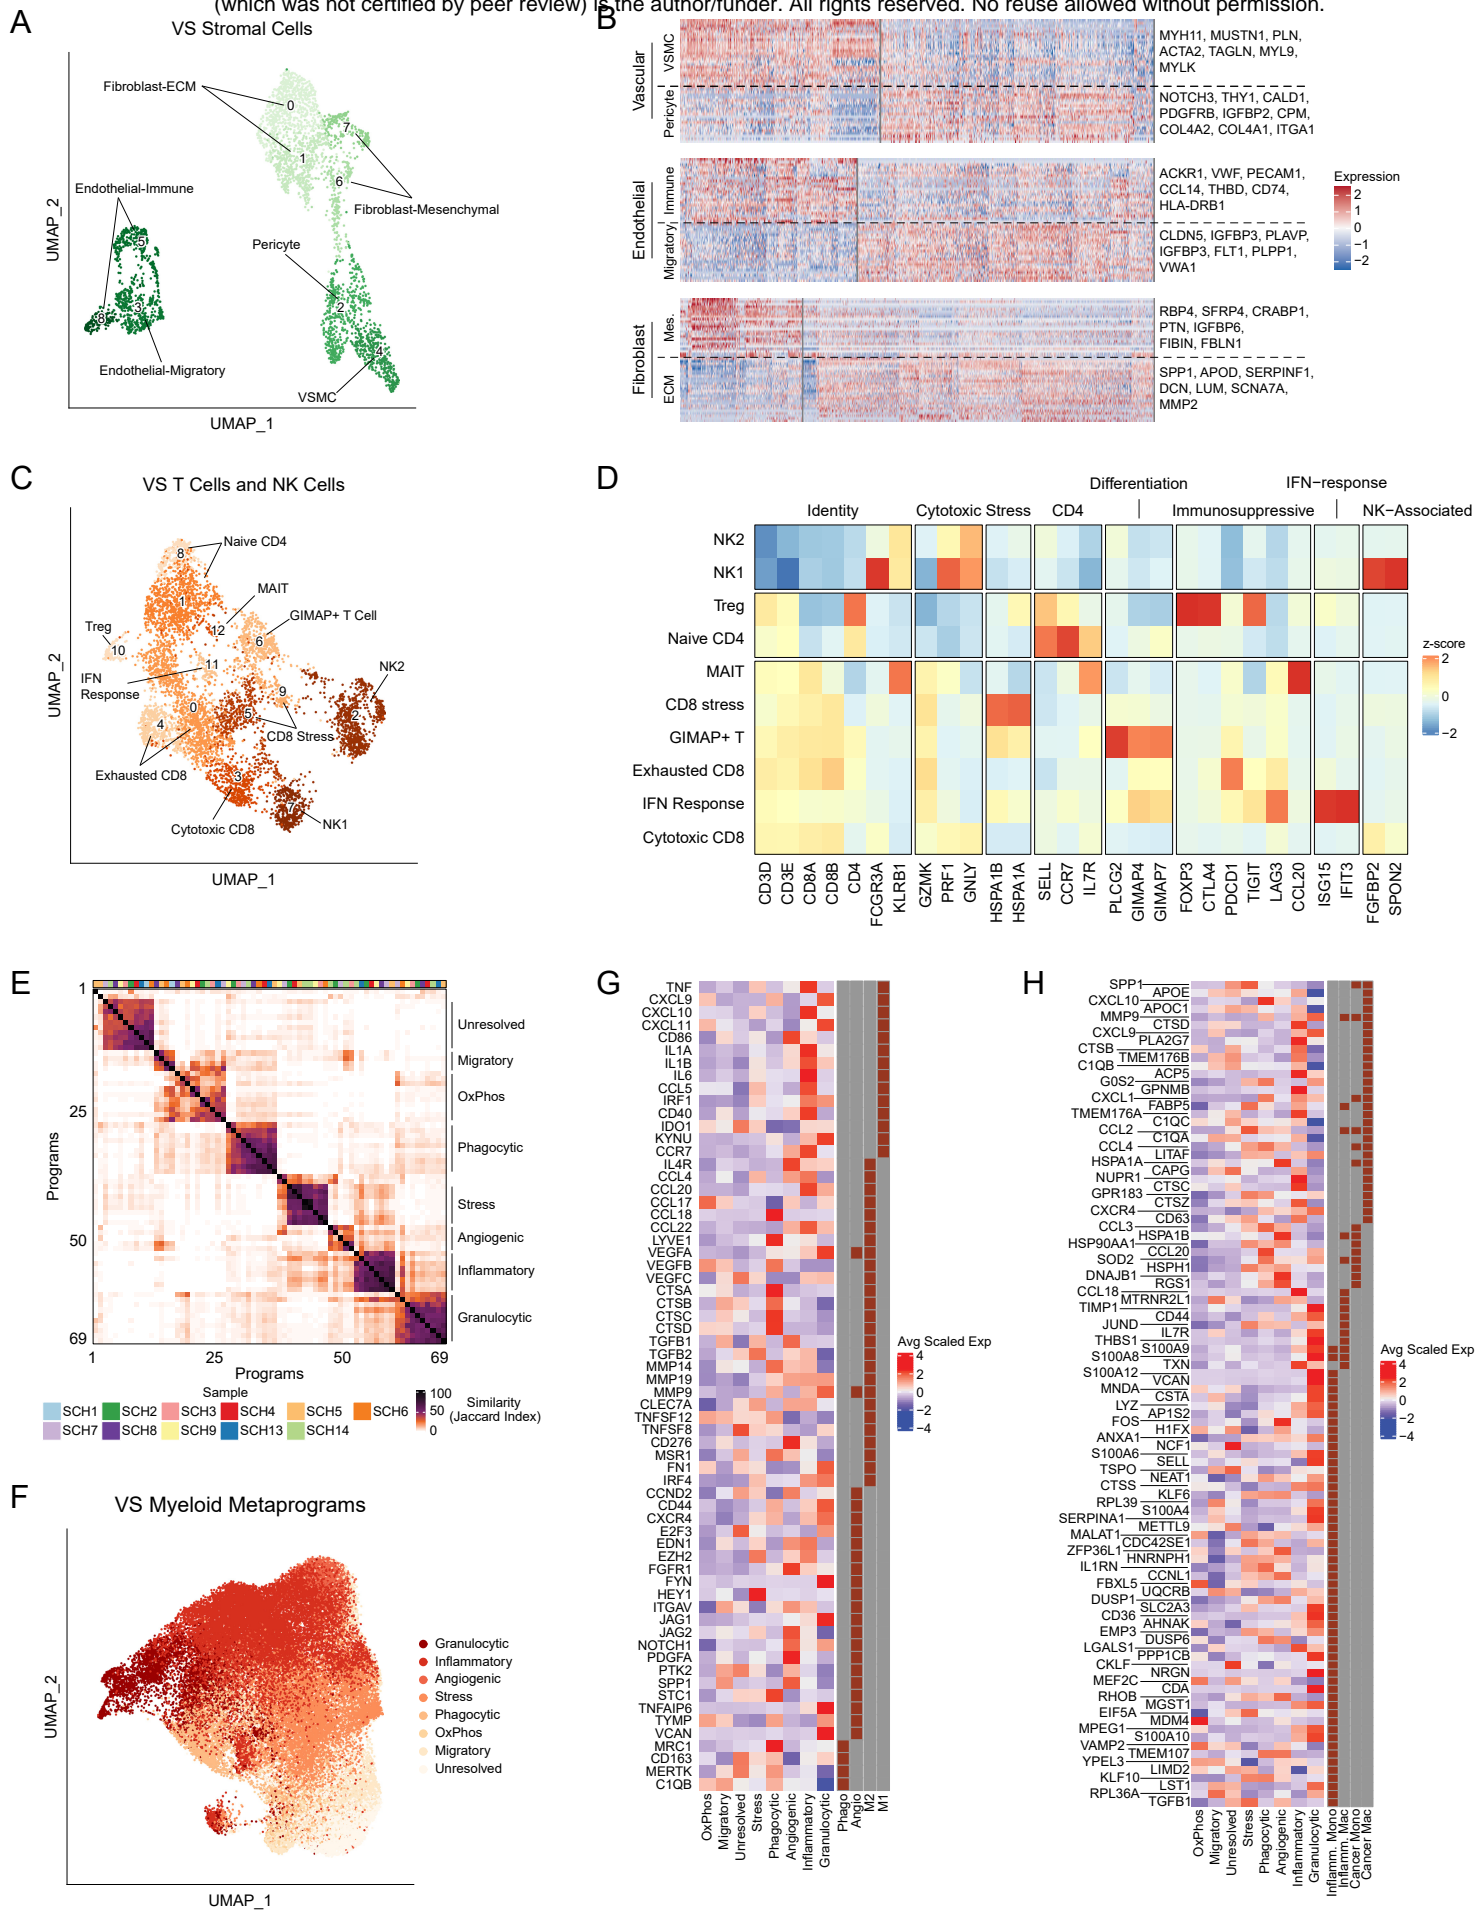 (which was not certified by peer review) is the author/funder. All rights reserved. No reuse allowed without permission.
A
VS Stromal Cells
Fibroblast-ECM
0
7
1
6
Endothelial-Immune
Fibroblast-Mesenchymal
5
Pericyte
3
8
2
4
Endothelial-Migratory
VSMC
UMAP_2
UMAP_1
B
Vascular
VSMC
Pericyte
MYH11, MUSTN1, PLN,
ACTA2, TAGLN, MYL9,
MYLK
NOTCH3, THY1, CALD1,
PDGFRB, IGFBP2, CPM,
COL4A2, COL4A1, ITGA1
Endothelial
Immune
Migratory
ACKR1, VWF, PECAM1,
CCL14, THBD, CD74,
HLA-DRB1
CLDN5, IGFBP3, PLAVP,
IGFBP3, FLT1, PLPP1,
VWA1
Fibroblast
Mes.
ECM
RBP4, SFRP4, CRABP1,
PTN, IGFBP6,
FIBIN, FBLN1
SPP1, APOD, SERPINF1,
DCN, LUM, SCNA7A,
MMP2
Expression
2
1
0
−1
−2
C
VS T Cells and NK Cells
8
Naive CD4
1
MAIT
12
GIMAP+ T Cell
6
Treg
10
11
IFN
Response
9
NK2
0
4
5
2
CD8 Stress
Exhausted CD8
3
7
Cytotoxic CD8
NK1
UMAP_2
UMAP_1
D
Differentiation
IFN−response
Identity
Cytotoxic
Stress
CD4
Immunosuppressive
NK−Associated
NK2
NK1
Treg
Naive CD4
MAIT
CD8 stress
GIMAP+ T
Exhausted CD8
IFN Response
Cytotoxic CD8
CD3D
CD3E
CD8A
CD8B
CD4
FCGR3A
KLRB1
GZMK
PRF1
GNLY
HSPA1B
HSPA1A
SELL
CCR7
IL7R
PLCG2
GIMAP4
GIMAP7
FOXP3
CTLA4
PDCD1
TIGIT
LAG3
CCL20
ISG15
IFIT3
FGFBP2
SPON2
z-score
2
0
−2
E
1
25
50
69
Programs
Unresolved
Migratory
OxPhos
Phagocytic
Stress
Angiogenic
Inflammatory
Granulocytic
1
25
50
69
Programs
Sample
SCH1
SCH2
SCH3
SCH4
SCH5
SCH6
SCH7
SCH8
SCH9
SCH13
SCH14
100
50
0
Similarity
(Jaccard Index)
F
VS Myeloid Metaprograms
Granulocytic
Inflammatory
Angiogenic
Stress
Phagocytic
OxPhos
Migratory
Unresolved
UMAP_2
UMAP_1
G
TNF
CXCL9
CXCL10
CXCL11
CD86
IL1A
IL1B
IL6
CCL5
IRF1
CD40
IDO1
KYNU
CCR7
IL4R
CCL4
CCL20
CCL17
CCL18
CCL22
LYVE1
VEGFA
VEGFB
VEGFC
CTSA
CTSB
CTSC
CTSD
TGFB1
TGFB2
MMP14
MMP19
MMP9
CLEC7A
TNFSF12
TNFSF8
CD276
MSR1
FN1
IRF4
CCND2
CD44
CXCR4
E2F3
EDN1
EZH2
FGFR1
FYN
HEY1
ITGAV
JAG1
JAG2
NOTCH1
PDGFA
PTK2
SPP1
STC1
TNFAIP6
TYMP
VCAN
MRC1
CD163
MERTK
C1QB
OxPhos
Migratory
Unresolved
Stress
Phagocytic
Angiogenic
Inflammatory
Granulocytic
Phago
Angio
M2
M1
Avg Scaled Exp
4
2
0
−2
−4
H
SPP1
APOE
CXCL10
APOC1
MMP9
CTSD
CXCL9
PLA2G7
CTSB
TMEM176B
C1QB
ACP5
G0S2
GPNMB
CXCL1
FABP5
TMEM176A
C1QC
CCL2
C1QA
CCL4
LITAF
HSPA1A
CAPG
NUPR1
CTSC
GPR183
CTSZ
CXCR4
CD63
CCL3
HSPA1B
HSP90AA1
CCL20
SOD2
HSPH1
DNAJB1
RGS1
CCL18
MTRNR2L1
TIMP1
CD44
JUND
IL7R
THBS1
S100A9
S100A8
TXN
S100A12
VCAN
MNDA
CSTA
LYZ
AP1S2
FOS
H1FX
ANXA1
NCF1
S100A6
SELL
TSPO
NEAT1
CTSS
KLF6
RPL39
S100A4
SERPINA1
METTL9
MALAT1
CDC42SE1
ZFP36L1
HNRNPH1
IL1RN
CCNL1
FBXL5
UQCRB
DUSP1
SLC2A3
CD36
AHNAK
EMP3
DUSP6
LGALS1
PPP1CB
CKLF
NRGN
MEF2C
CDA
RHOB
MGST1
EIF5A
MDM4
MPEG1
S100A10
VAMP2
TMEM107
YPEL3
LIMD2
KLF10
LST1
RPL36A
TGFB1
OxPhos
Migratory
Unresolved
Stress
Phagocytic
Angiogenic
Inflammatory
Granulocytic
Inflamm. Mono
Inflamm. Mac
Cancer Mono
Cancer Mac
Avg Scaled Exp
4
2
0
−2
−4